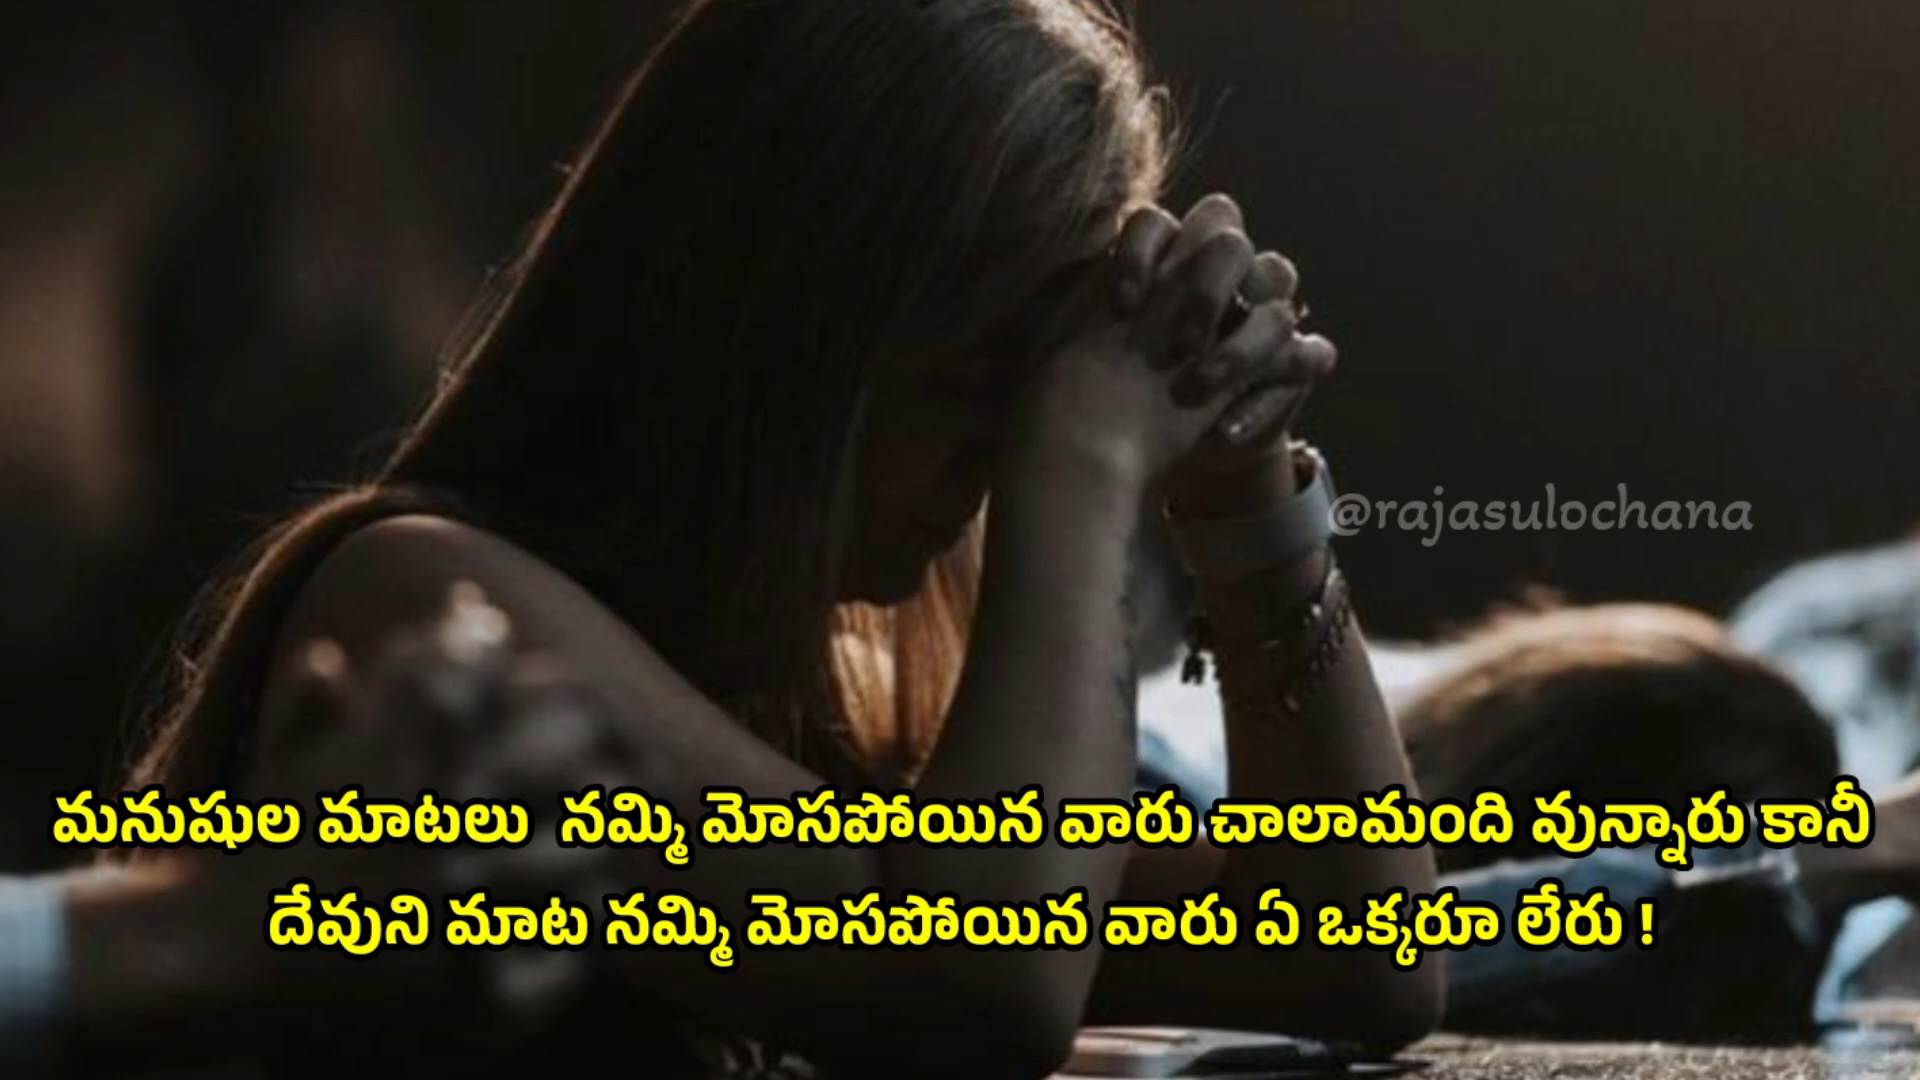 @rajasulochana
మనుషుల మాటలు నమ్మి మోసపోయిన వారు చాలామంది వున్నారు కానీ
దేవుని మాట నమ్మి మోసపోయిన వారు ఏ ఒక్కరూ లేరు !